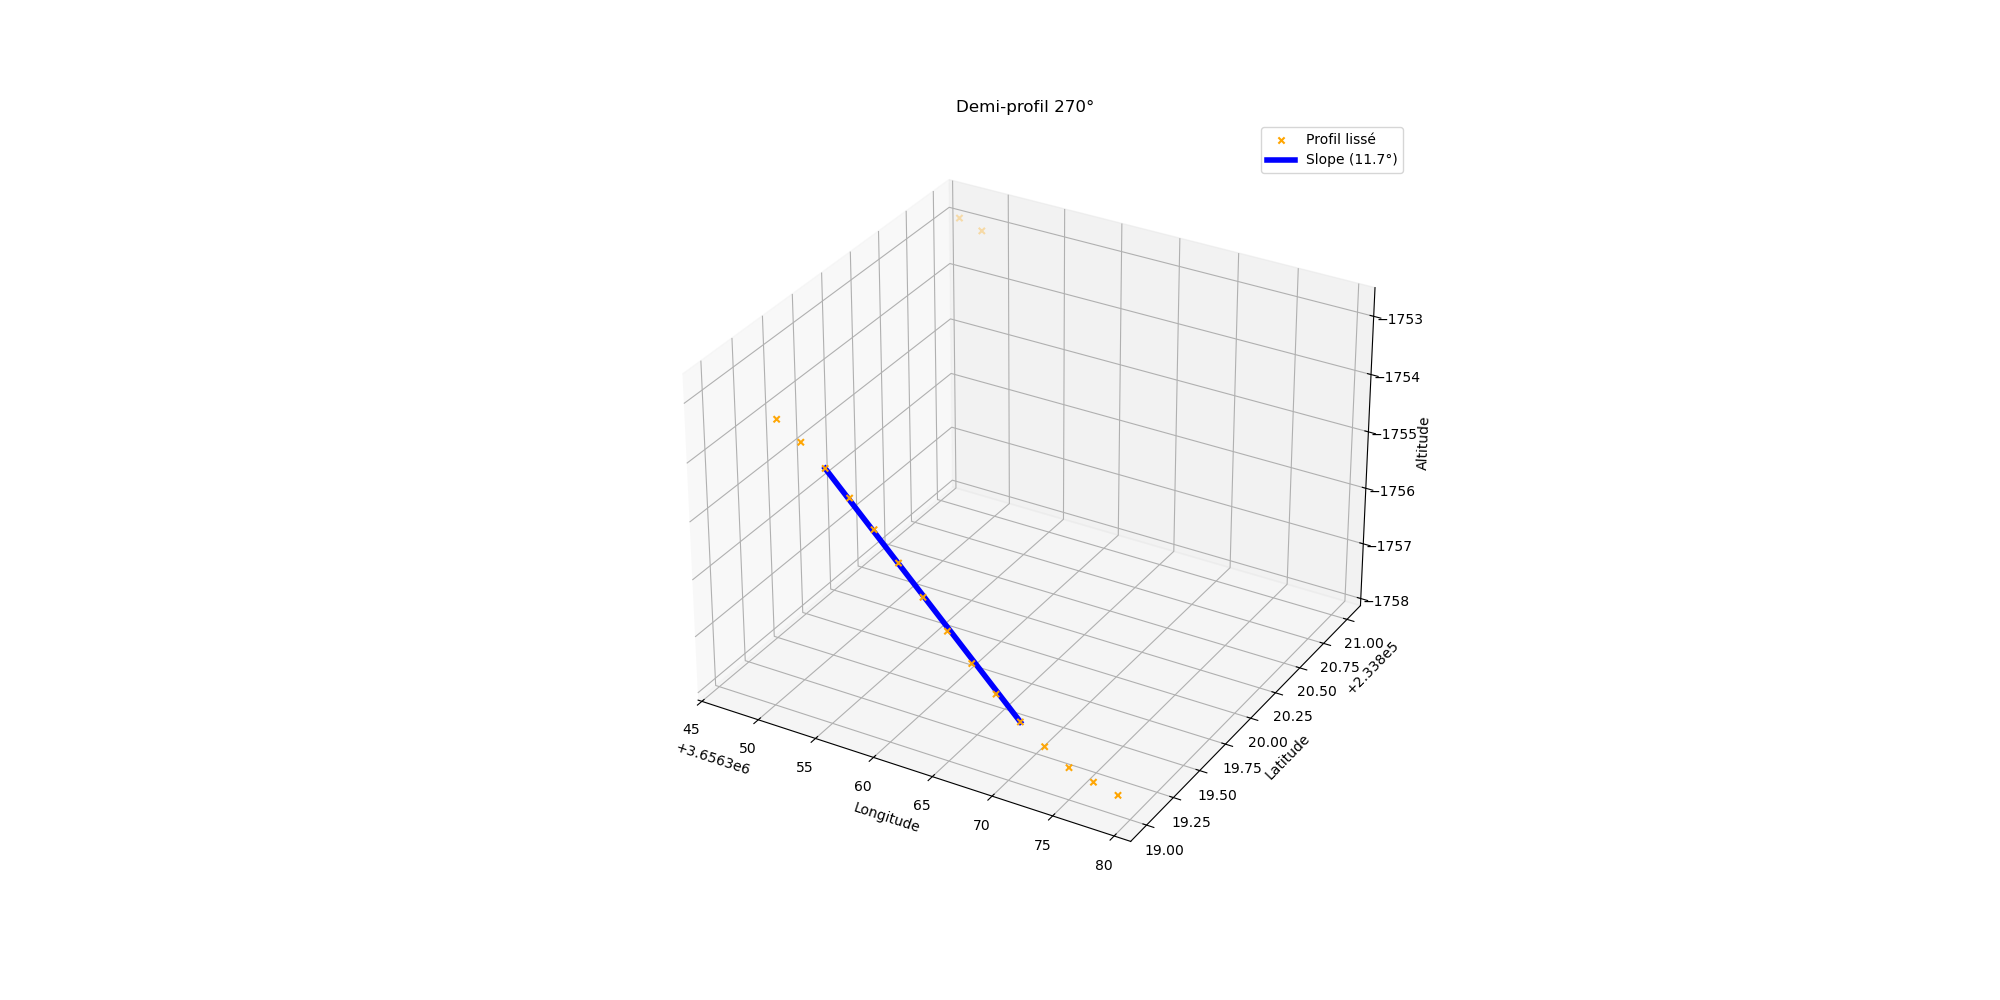 Demi-profil 270°
Profil lissé
Slope (11.7°)
−1753
−1754
−1755
−1756
−1757
−1758
Altitude
21.00
20.75
20.50
20.25
20.00
19.75
19.50
19.25
19.00
+2.338e5
Latitude
45
50
55
60
65
70
75
80
+3.6563e6
Longitude